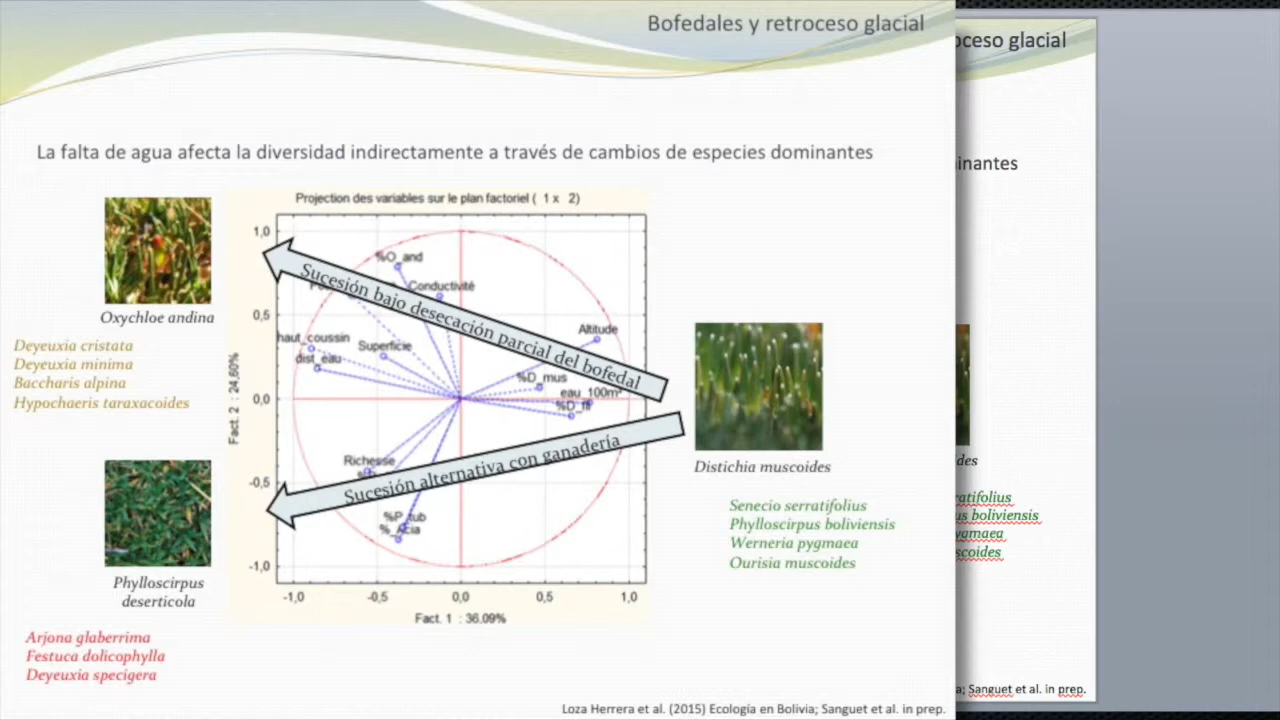 Bofedales y retroceso glacial
oceso glacial
La falta de agua afecta la diversidad indirectamente a través de cambios de especies dominantes
inantes
Projection des variables sur le plan factoriel ( 1 x 2)
1,0
0,5
0,0
-0,5
-1,0
Fact. 2 : 24,60%
%O_and
Conductivité
Altitude
haut_coussin
Superficie
dist_eau
%D_mus
eau_100m²
%D_fil
Richesse
%P_tub
Sucesión bajo desecación parcial del bofedal
Sucesión alternativa con ganadería
-1,0
-0,5
0,0
0,5
1,0
Fact. 1 : 36,09%
Oxychloe andina
Deyeuxia cristata
Deyeuxia minima
Baccharis alpina
Hypochaeris taraxacoides
Phylloscirpus
deserticola
Arjona glaberrima
Festuca dolicophylla
Deyeuxia specigera
Distichia muscoides
Senecio serratifolius
Phylloscirpus boliviensis
Werneria pygmaea
Ourisia muscoides
des
ratifolius
us boliviensis
ygmaea
scoides
Loza Herrera et al. (2015) Ecología en Bolivia; Sanguet et al. in prep.
a; Sanguet et al. in prep.